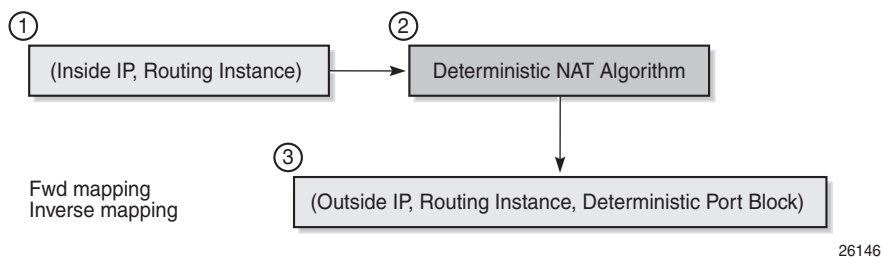 1
(Inside IP, Routing Instance)
2
Deterministic NAT Algorithm
3
(Outside IP, Routing Instance, Deterministic Port Block)
Fwd mapping
Inverse mapping
26146